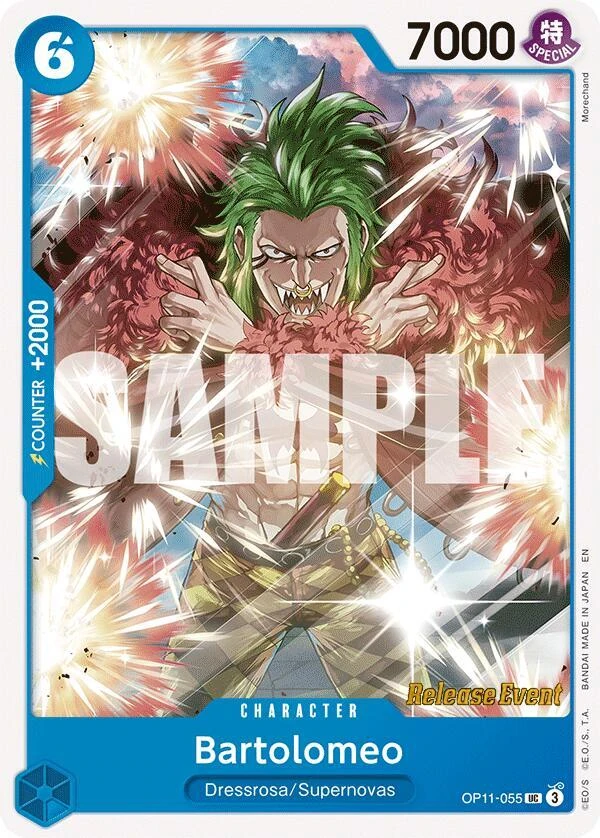 6
7000
特
SPECIAL
Morechand
COUNTER +2000
SAMPLE
BANDAI MADE IN JAPAN EN
©E.O./S., T.A.
©EO/S
Release Event
CHARACTER
Bartolomeo
Dressrosa/Supernovas
OP11-055 UC 3